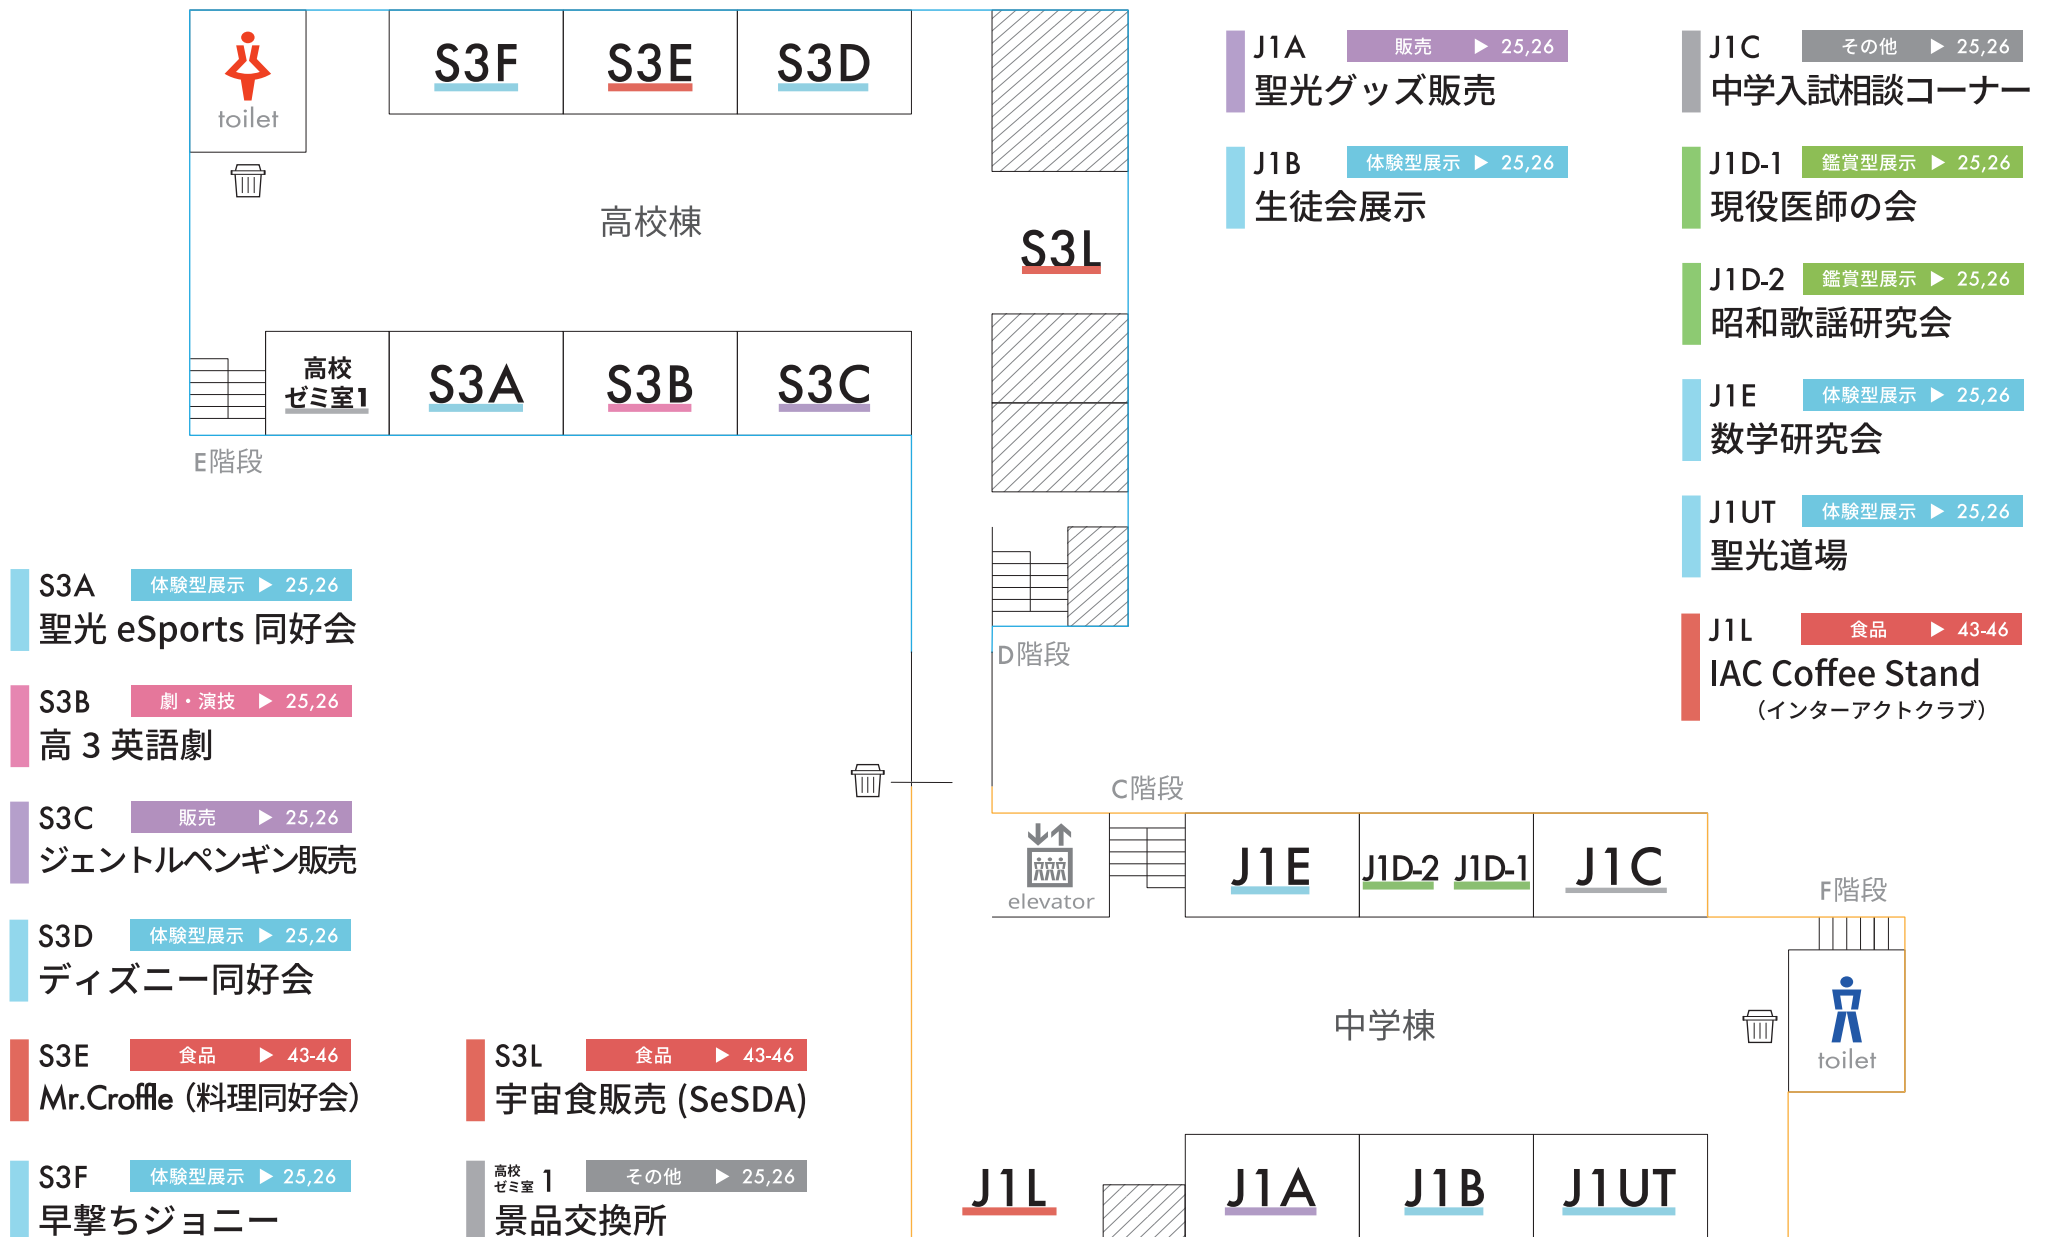 toilet
S3F
S3E
S3D
高校棟
S3L
高校
ゼミ室1
S3A
S3B
S3C
E階段
D階段
C階段
elevator
J1E
J1D-2
J1D-1
J1C
F階段
中学棟
toilet
J1L
J1A
J1B
J1UT
S3A 体験型展示 ▶ 25,26
聖光 eSports 同好会
S3B 劇・演技 ▶ 25,26
高 3 英語劇
S3C 販売 ▶ 25,26
ジェントルペンギン販売
S3D 体験型展示 ▶ 25,26
ディズニー同好会
S3E 食品 ▶ 43-46
Mr.Croffle（料理同好会）
S3F 体験型展示 ▶ 25,26
早撃ちジョニー
S3L 食品 ▶ 43-46
宇宙食販売 (SeSDA)
高校
ゼミ室 1 その他 ▶ 25,26
景品交換所
J1A 販売 ▶ 25,26
聖光グッズ販売
J1B 体験型展示 ▶ 25,26
生徒会展示
J1C その他 ▶ 25,26
中学入試相談コーナー
J1D-1 鑑賞型展示 ▶ 25,26
現役医師の会
J1D-2 鑑賞型展示 ▶ 25,26
昭和歌謡研究会
J1E 体験型展示 ▶ 25,26
数学研究会
J1UT 体験型展示 ▶ 25,26
聖光道場
J1L 食品 ▶ 43-46
IAC Coffee Stand
（インターアクトクラブ）